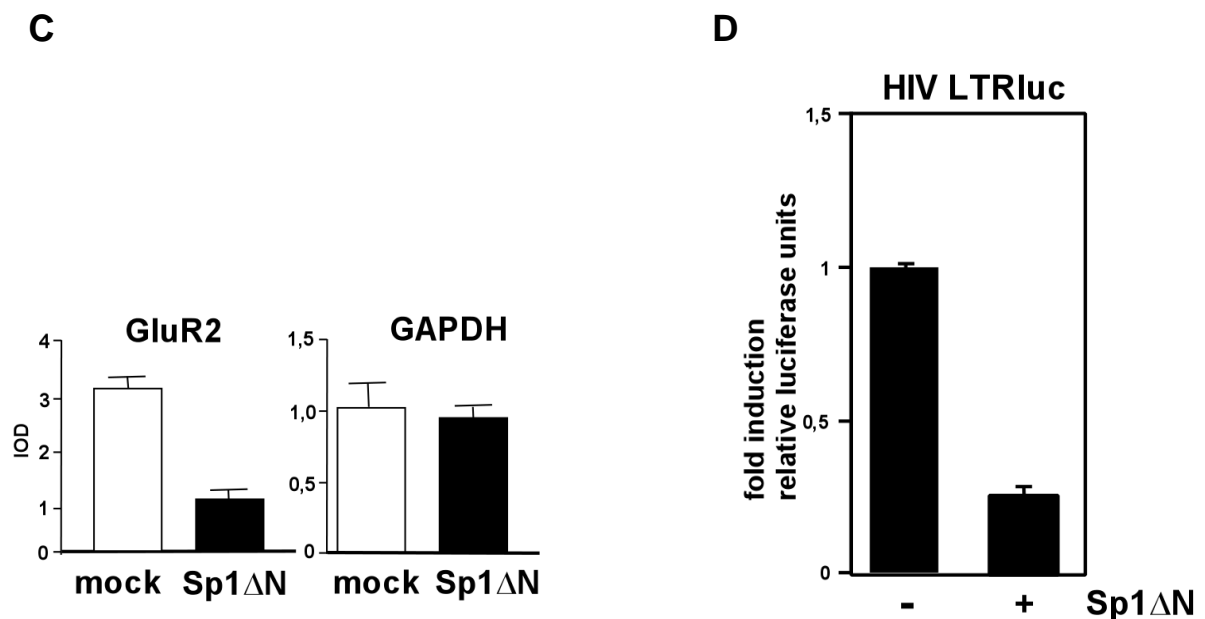 C
GluR2
IOD
4
3
2
1
0
mock Sp1ΔN
GAPDH
1,5
1,0
0,5
0
mock Sp1ΔN
D
HIV LTRluc
fold induction
relative luciferase units
1,5
1
0,5
0
- + Sp1ΔN